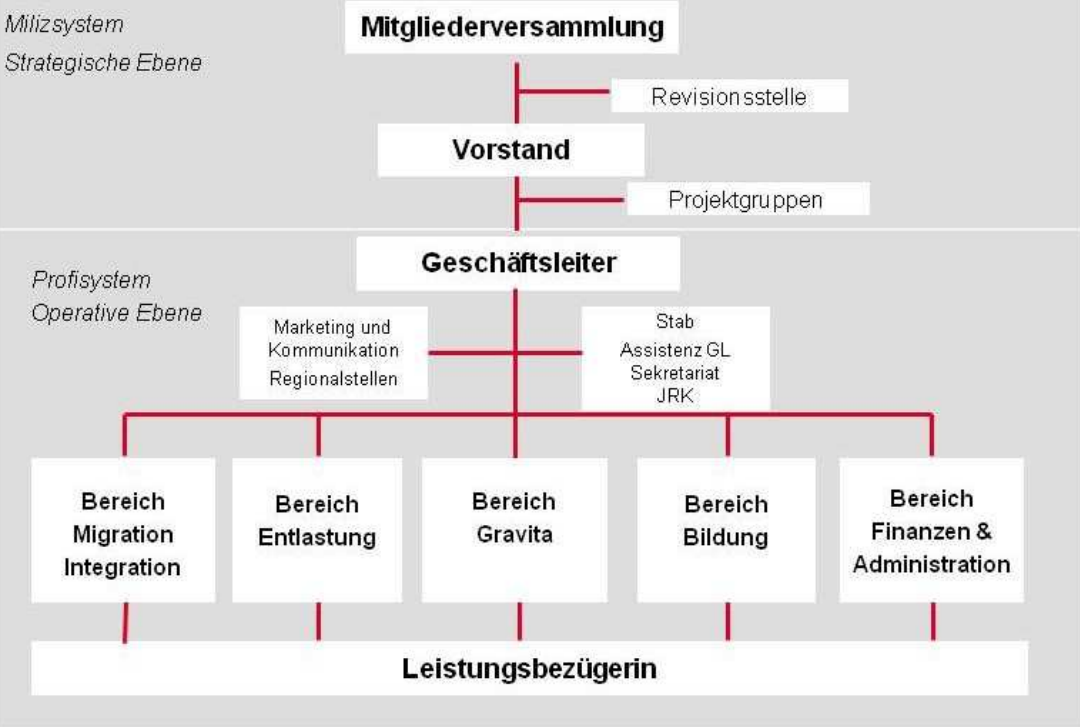 Milizsystem
Strategische Ebene
Mitgliederversammlung
Revisionsstelle
Vorstand
Projektgruppen
Profisystem
Operative Ebene
Geschäftsleiter
Marketing und
Kommunikation
Regionalstellen
Stab
Assistenz GL
Sekretariat
JRK
Bereich
Migration
Integration
Bereich
Entlastung
Bereich
Gravita
Bereich
Bildung
Bereich
Finanzen &
Administration
Leistungsbezügerin